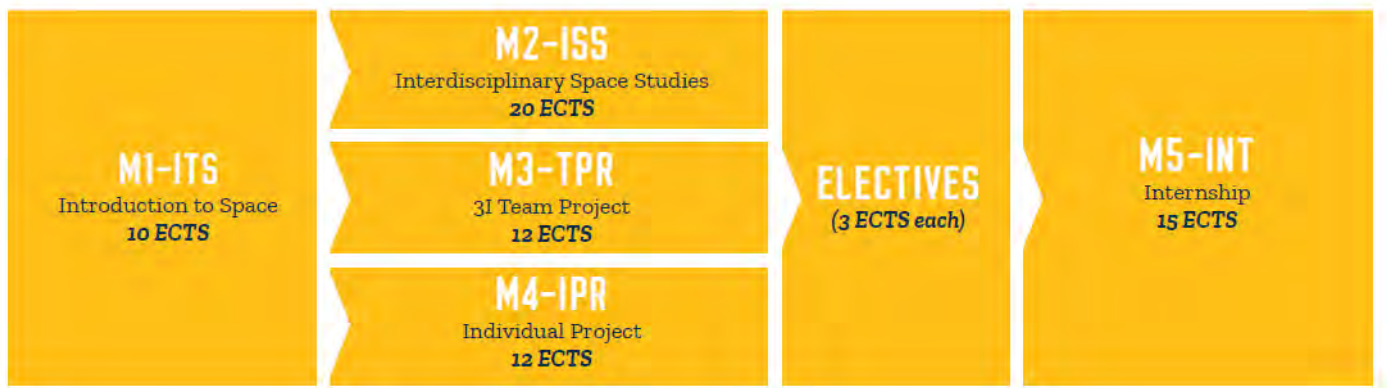 M1-ITS
Introduction to Space
10 ECTS
M2-ISS
Interdisciplinary Space Studies
20 ECTS
M3-TPR
3I Team Project
12 ECTS
M4-IPR
Individual Project
12 ECTS
ELECTIVES
(3 ECTS each)
M5-INT
Internship
15 ECTS